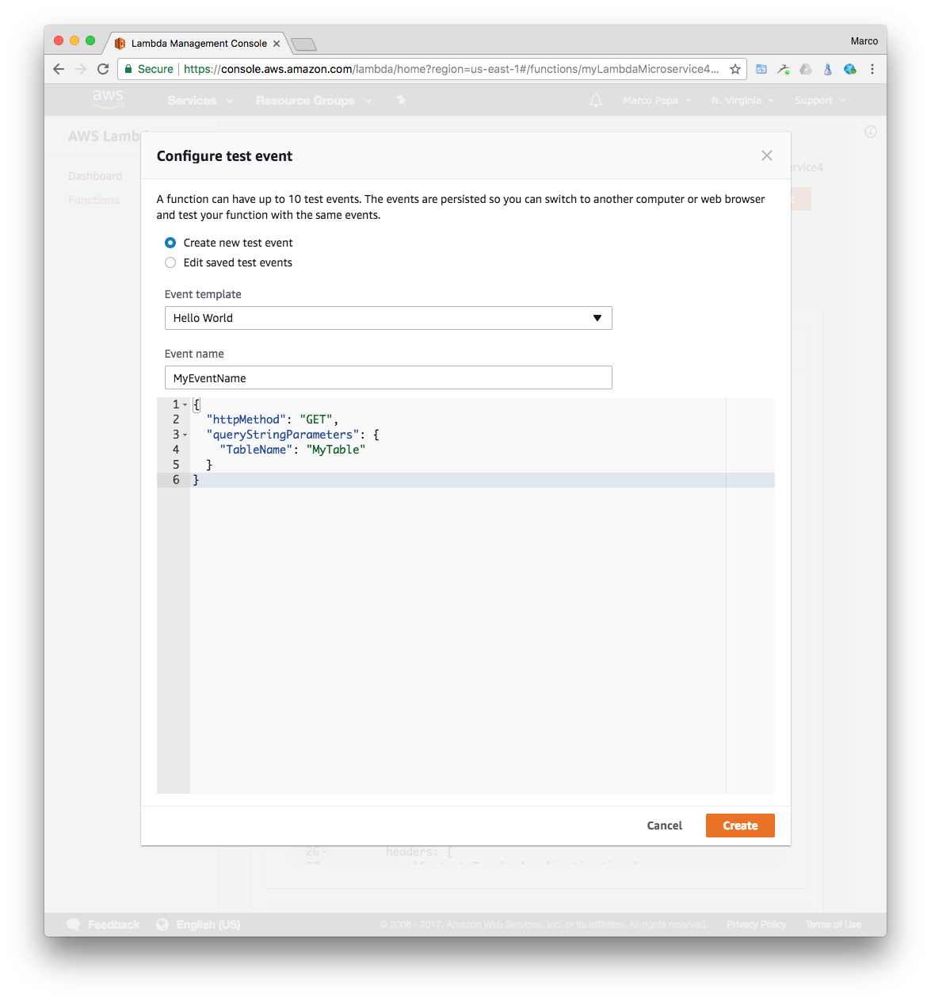 Lambda Management Console
Marco
Secure https://console.aws.amazon.com/lambda/home?region=us-east-1#/functions/myLambdaMicroservice4...
aws Services Resource Groups Marco Papa N. Virginia Support
AWS Lamb
Dashboard
Functions
Configure test event
A function can have up to 10 test events. The events are persisted so you can switch to another computer or web browser
and test your function with the same events.
Create new test event
Edit saved test events
Event template
Hello World
Event name
MyEventName
1 {
2 "httpMethod": "GET",
3 "queryStringParameters": {
4 "TableName": "MyTable"
5 }
6 }
Cancel Create
26 headers: {
Feedback English (US) © 2008 - 2017, Amazon Web Services, Inc. or its affiliates. All rights reserved. Privacy Policy Terms of Use